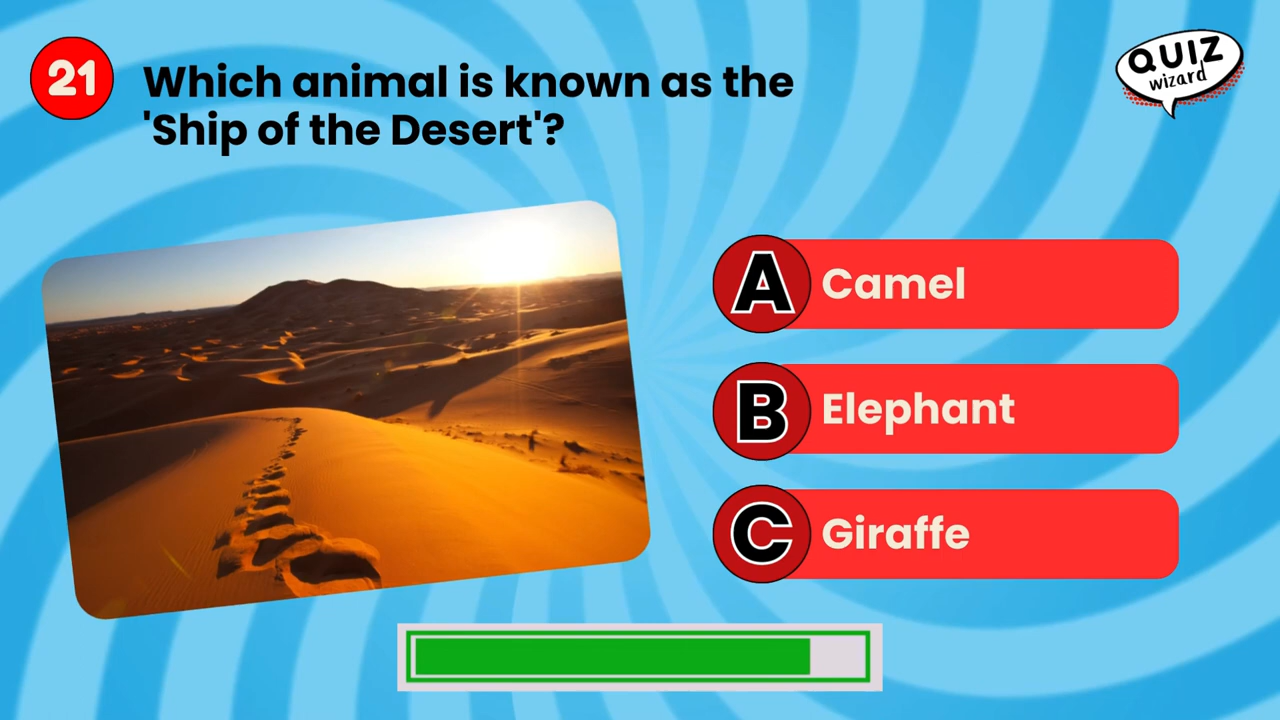 21
Which animal is known as the
'Ship of the Desert'?
QUIZ
wizard
A Camel
B Elephant
C Giraffe